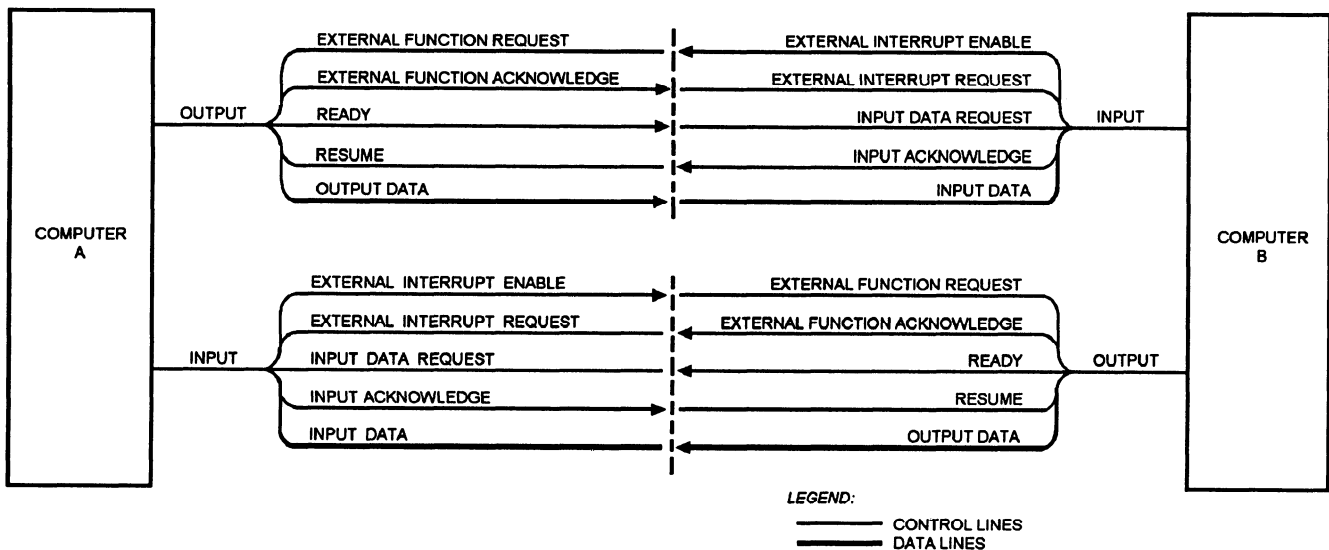 COMPUTER
A
OUTPUT
EXTERNAL FUNCTION REQUEST
EXTERNAL FUNCTION ACKNOWLEDGE
READY
RESUME
OUTPUT DATA
EXTERNAL INTERRUPT ENABLE
EXTERNAL INTERRUPT REQUEST
INPUT DATA REQUEST
INPUT ACKNOWLEDGE
INPUT DATA
INPUT
INPUT
EXTERNAL INTERRUPT ENABLE
EXTERNAL INTERRUPT REQUEST
INPUT DATA REQUEST
INPUT ACKNOWLEDGE
INPUT DATA
EXTERNAL FUNCTION REQUEST
EXTERNAL FUNCTION ACKNOWLEDGE
READY
RESUME
OUTPUT DATA
OUTPUT
COMPUTER
B
LEGEND:
CONTROL LINES
DATA LINES